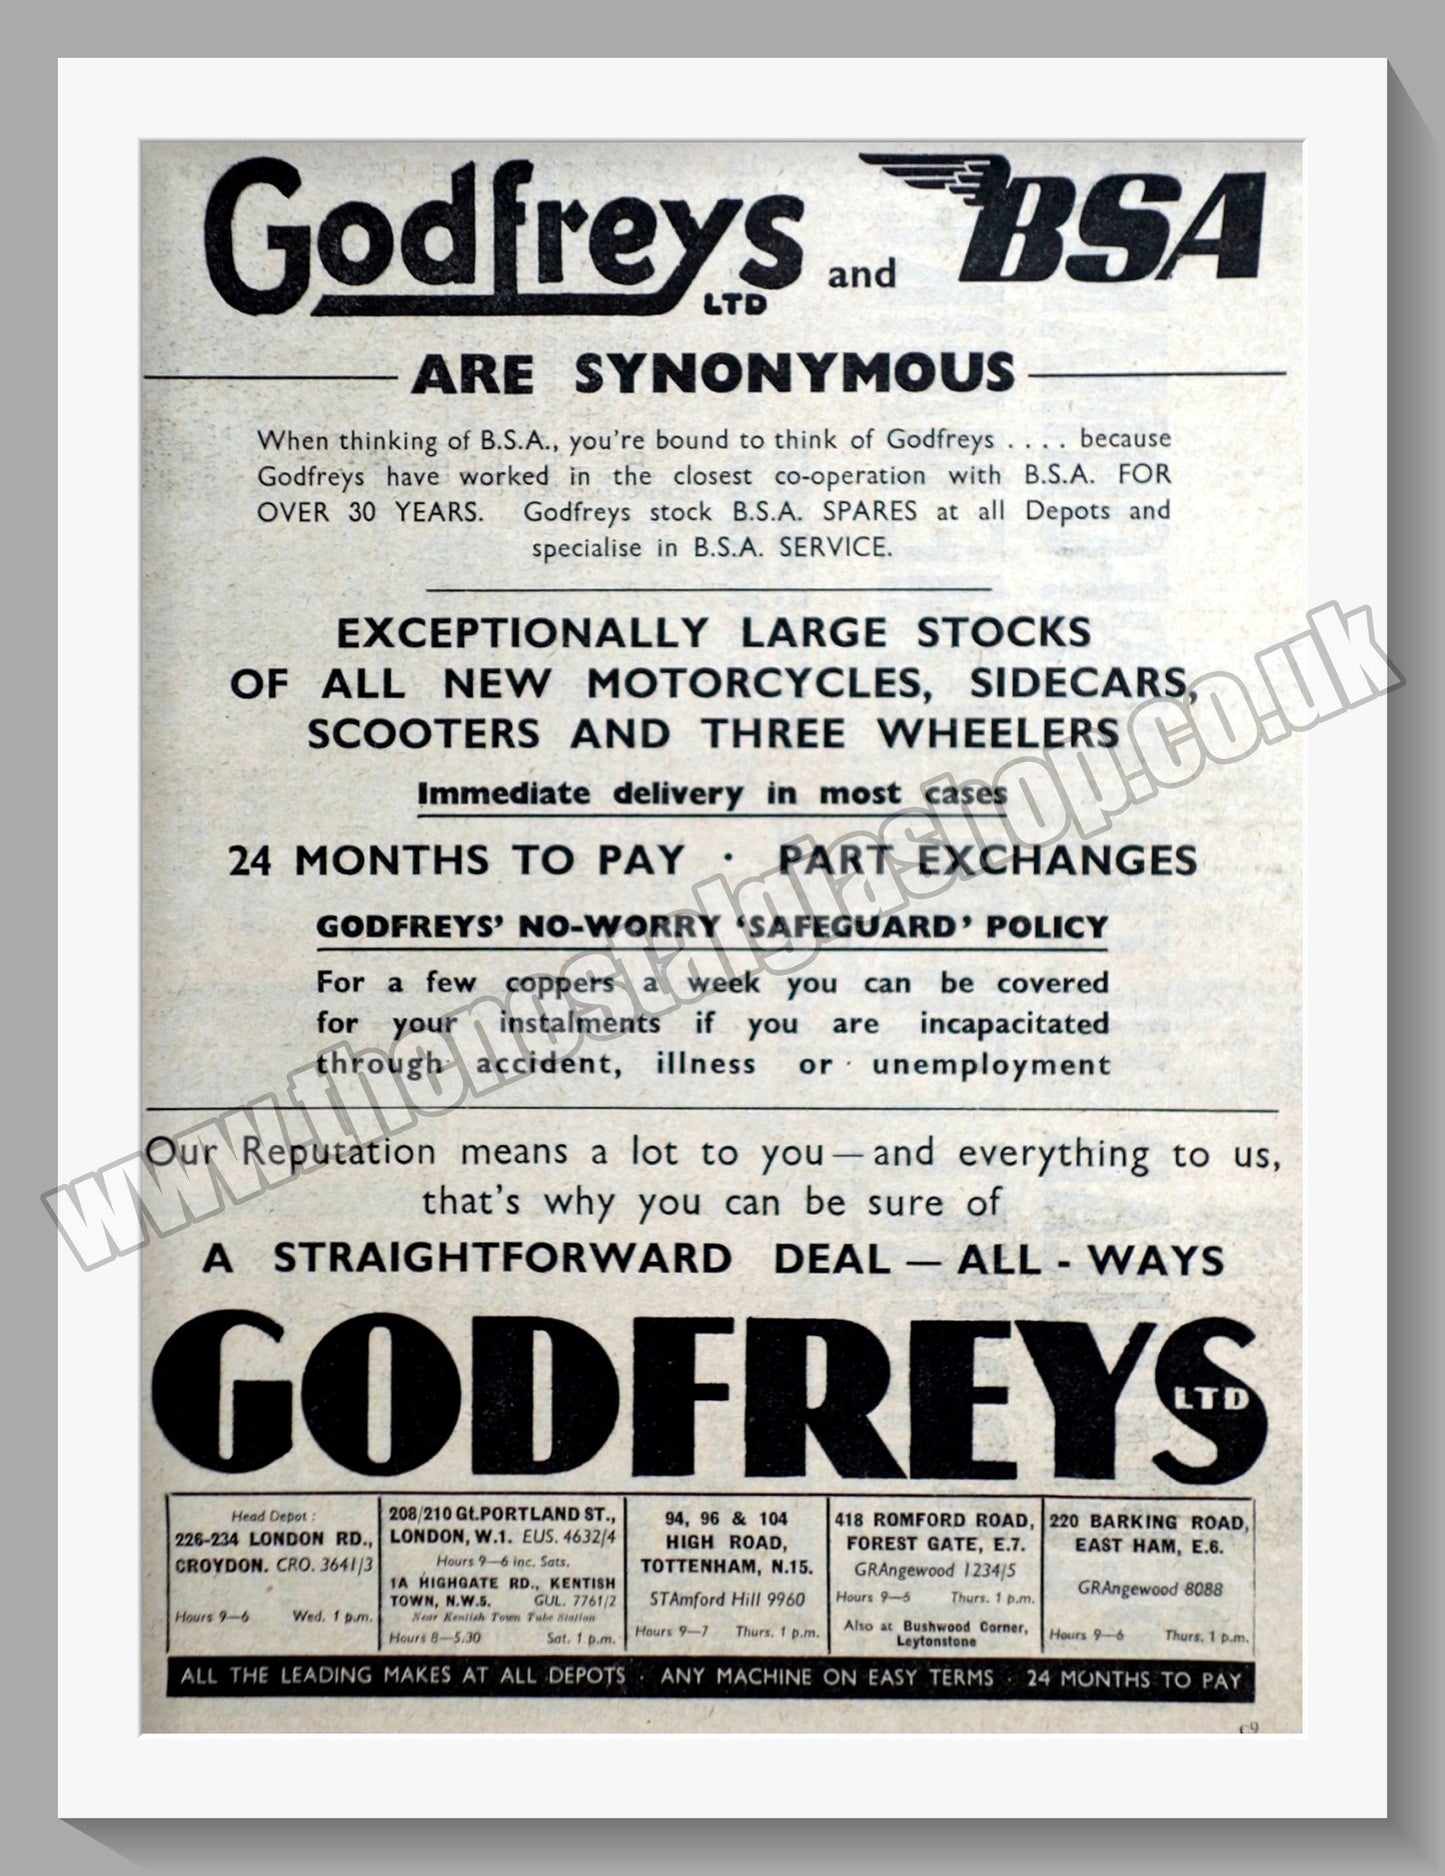 Godfreys LTD and BSA
ARE SYNONYMOUS
When thinking of B.S.A., you're bound to think of Godfreys . . . . because
Godfreys have worked in the closest co-operation with B.S.A. FOR
OVER 30 YEARS. Godfreys stock B.S.A. SPARES at all Depots and
specialise in B.S.A. SERVICE.
EXCEPTIONALLY LARGE STOCKS
OF ALL NEW MOTORCYCLES, SIDECARS,
SCOOTERS AND THREE WHEELERS
Immediate delivery in most cases
24 MONTHS TO PAY · PART EXCHANGES
GODFREYS' NO-WORRY 'SAFEGUARD' POLICY
For a few coppers a week you can be covered
for your instalments if you are incapacitated
through accident, illness or unemployment
Our Reputation means a lot to you — and everything to us,
that's why you can be sure of
A STRAIGHTFORWARD DEAL — ALL - WAYS
GODFREYS LTD
Head Depot :
226-234 LONDON RD.,
CROYDON. CRO. 3641/3
Hours 9—6 Wed. 1 p.m.
208/210 Gt. PORTLAND ST.,
LONDON, W.1. EUS. 4632/4
Hours 9—6 inc. Sats.
1A HIGHGATE RD., KENTISH
TOWN, N.W.5. GUL. 7761/2
Near Kentish Town Tube Station
Hours 8—5.30 Sat. 1 p.m.
94, 96 & 104
HIGH ROAD,
TOTTENHAM, N.15.
STAmford Hill 9960
Hours 9—7 Thurs. 1 p.m.
418 ROMFORD ROAD,
FOREST GATE, E.7.
GRAngewood 1234/5
Hours 9—6 Thurs. 1 p.m.
Also at Bushwood Corner,
Leytonstone
220 BARKING ROAD,
EAST HAM, E.6.
GRAngewood 8088
Hours 9—6 Thurs. 1 p.m.
ALL THE LEADING MAKES AT ALL DEPOTS · ANY MACHINE ON EASY TERMS · 24 MONTHS TO PAY
C9
www.thenostalgiashop.co.uk